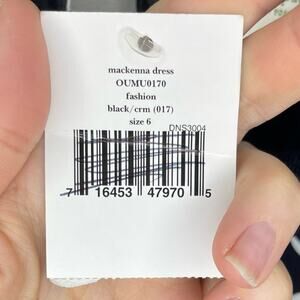 mackenna dress
OUMU0170
fashion
black/crm (017)
size 6
DNS3004
7 16453 47970 5